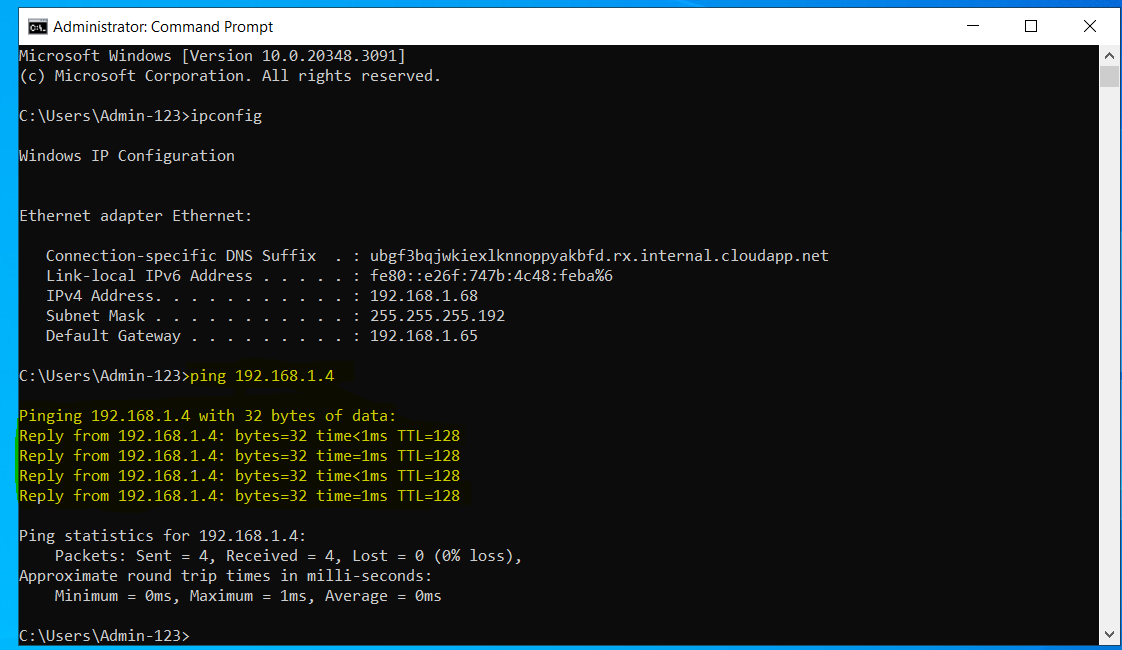 Administrator: Command Prompt
Microsoft Windows [Version 10.0.20348.3091]
(c) Microsoft Corporation. All rights reserved.
C:\Users\Admin-123>ipconfig
Windows IP Configuration
Ethernet adapter Ethernet:
   Connection-specific DNS Suffix  . : ubgf3bqjwkiexlknnoppyakbfd.rx.internal.cloudapp.net
   Link-local IPv6 Address . . . . . : fe80::e26f:747b:4c48:feba%6
   IPv4 Address. . . . . . . . . . . : 192.168.1.68
   Subnet Mask . . . . . . . . . . . : 255.255.255.192
   Default Gateway . . . . . . . . . : 192.168.1.65
C:\Users\Admin-123>ping 192.168.1.4
Pinging 192.168.1.4 with 32 bytes of data:
Reply from 192.168.1.4: bytes=32 time<1ms TTL=128
Reply from 192.168.1.4: bytes=32 time=1ms TTL=128
Reply from 192.168.1.4: bytes=32 time<1ms TTL=128
Reply from 192.168.1.4: bytes=32 time=1ms TTL=128
Ping statistics for 192.168.1.4:
    Packets: Sent = 4, Received = 4, Lost = 0 (0% loss),
Approximate round trip times in milli-seconds:
    Minimum = 0ms, Maximum = 1ms, Average = 0ms
C:\Users\Admin-123>